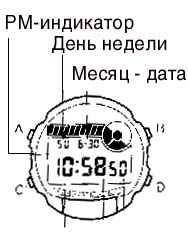 PM-индикатор
День недели
Месяц - дата
A
B
SU 6-30
10:58 50
C
D